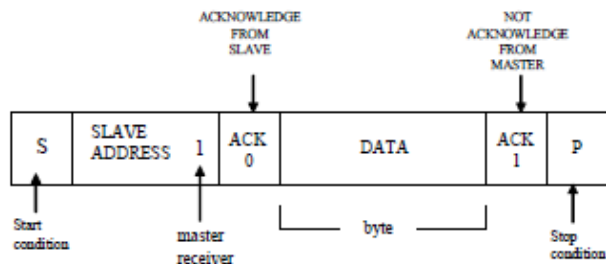 ACKNOWLEDGE
FROM
SLAVE
NOT
ACKNOWLEDGE
FROM
MASTER
S
SLAVE
ADDRESS 1
ACK
0
DATA
ACK
1
P
Start
condition
master
receiver
byte
Stop
condition